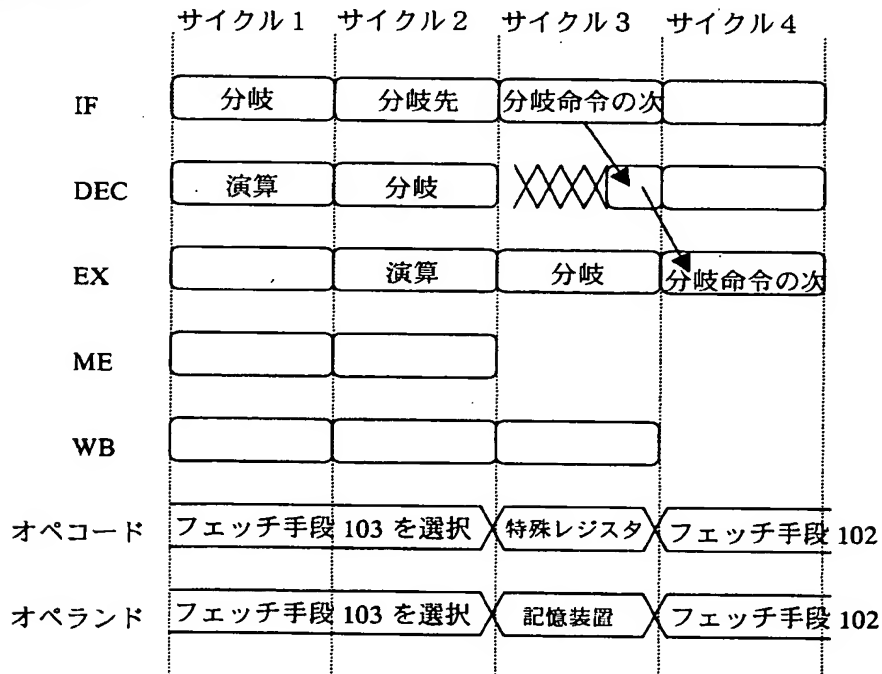 サイクル1 サイクル2 サイクル3 サイクル4
IF 分岐 分岐先 分岐命令の次
DEC 演算 分岐
EX 演算 分岐 分岐命令の次
ME
WB
オペコード フェッチ手段 103 を選択 特殊レジスタ フェッチ手段 102
オペランド フェッチ手段 103 を選択 記憶装置 フェッチ手段 102